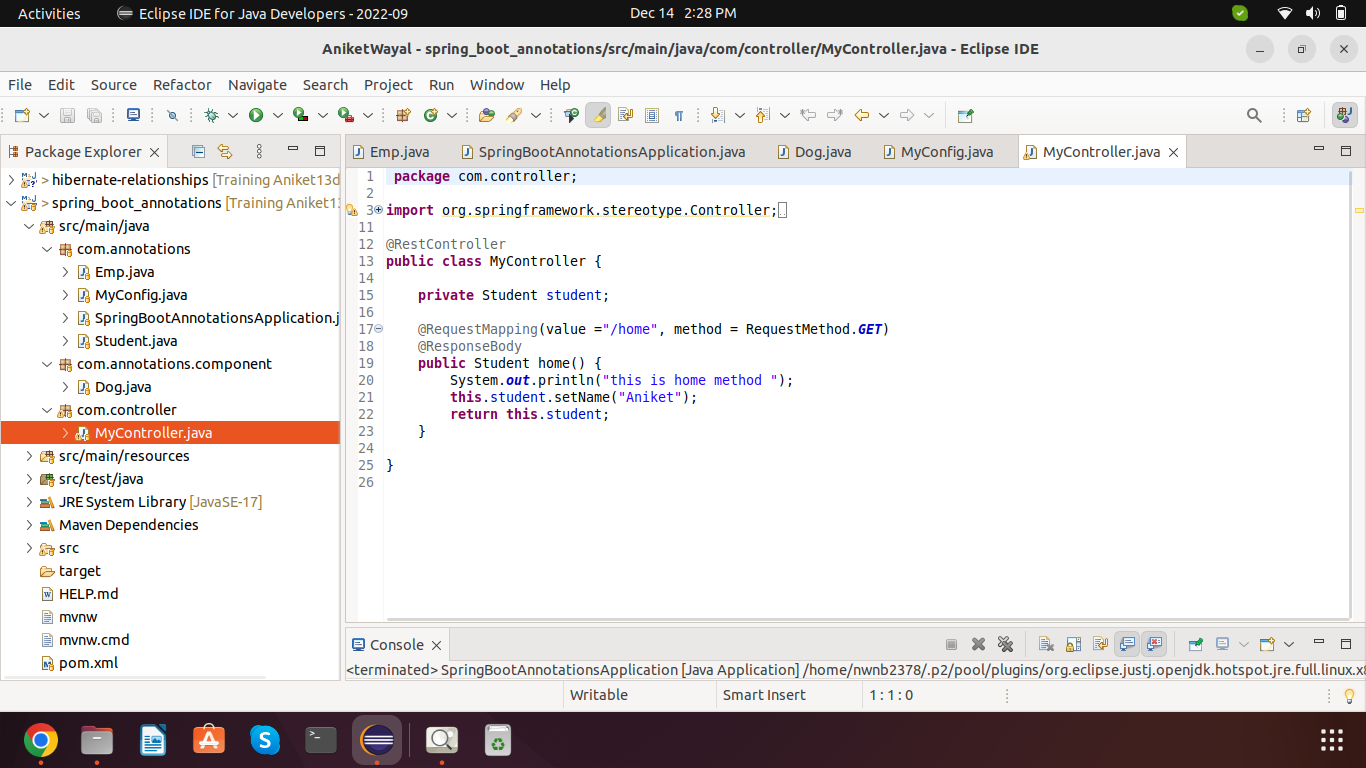 Activities Eclipse IDE for Java Developers - 2022-09 Dec 14 2:28 PM
AniketWayal - spring_boot_annotations/src/main/java/com/controller/MyController.java - Eclipse IDE
File Edit Source Refactor Navigate Search Project Run Window Help
Package Explorer
Emp.java SpringBootAnnotationsApplication.java Dog.java MyConfig.java MyController.java
> hibernate-relationships [Training Aniket13d
> spring_boot_annotations [Training Aniket13
src/main/java
com.annotations
Emp.java
MyConfig.java
SpringBootAnnotationsApplication.j
Student.java
com.annotations.component
Dog.java
com.controller
MyController.java
src/main/resources
src/test/java
JRE System Library [JavaSE-17]
Maven Dependencies
src
target
HELP.md
mvnw
mvnw.cmd
pom.xml
1 package com.controller;
2
3 import org.springframework.stereotype.Controller;
11
12 @RestController
13 public class MyController {
14
15 private Student student;
16
17 @RequestMapping(value ="/home", method = RequestMethod.GET)
18 @ResponseBody
19 public Student home() {
20 System.out.println("this is home method ");
21 this.student.setName("Aniket");
22 return this.student;
23 }
24
25 }
26
Console
<terminated> SpringBootAnnotationsApplication [Java Application] /home/nwnb2378/.p2/pool/plugins/org.eclipse.justj.openjdk.hotspot.jre.full.linux.x8
Writable Smart Insert 1 : 1 : 0